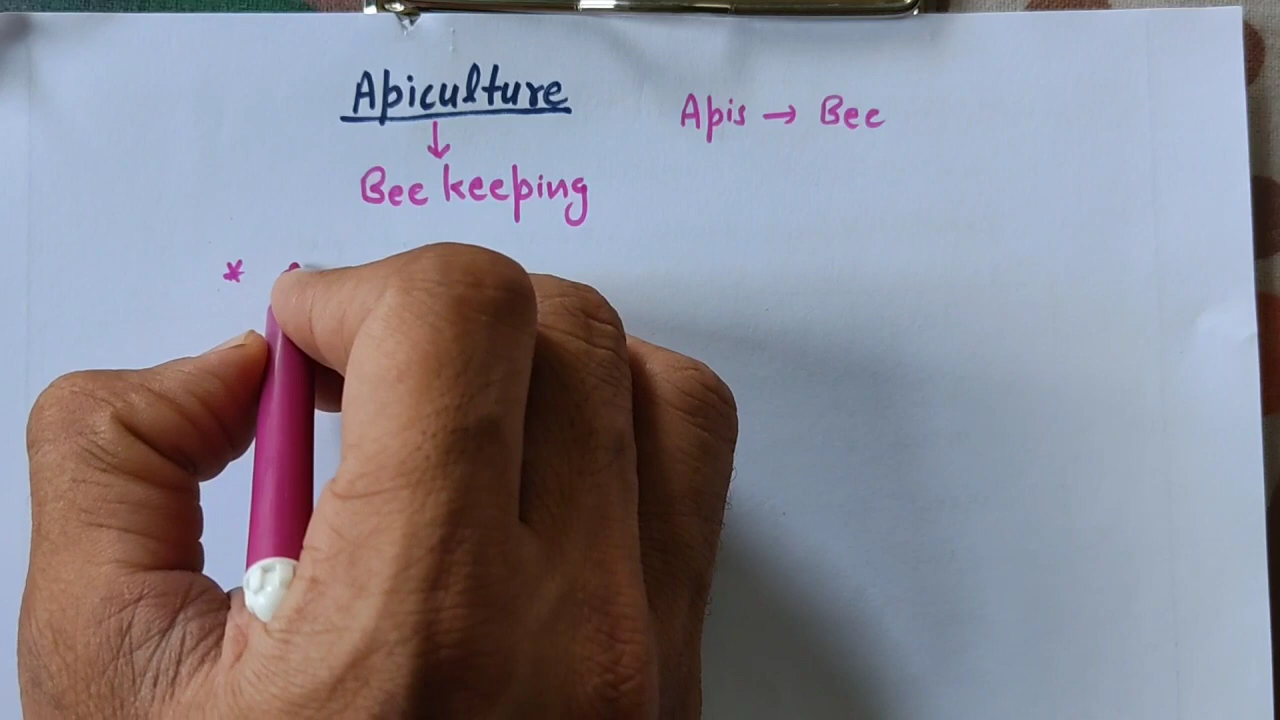 Apiculture
Apis → Bee
↓
Bee keeping
*